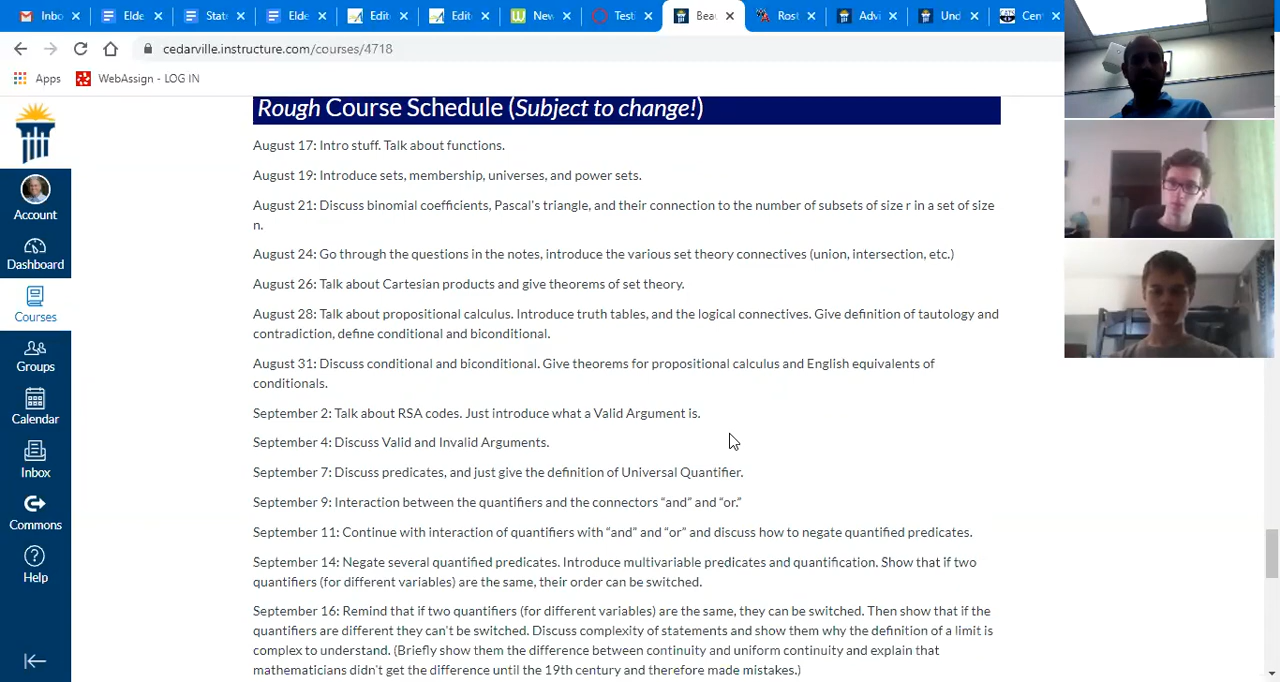 Inbo
Elde
Stat
Elde
Edit
Edit
New
Testi
Beau
Rost
Advi
Und
Cen
cedarville.instructure.com/courses/4718
Apps
WebAssign - LOG IN
Account
Dashboard
Courses
Groups
Calendar
Inbox
Commons
Help
Rough Course Schedule (Subject to change!)
August 17: Intro stuff. Talk about functions.
August 19: Introduce sets, membership, universes, and power sets.
August 21: Discuss binomial coefficients, Pascal's triangle, and their connection to the number of subsets of size r in a set of size
n.
August 24: Go through the questions in the notes, introduce the various set theory connectives (union, intersection, etc.)
August 26: Talk about Cartesian products and give theorems of set theory.
August 28: Talk about propositional calculus. Introduce truth tables, and the logical connectives. Give definition of tautology and
contradiction, define conditional and biconditional.
August 31: Discuss conditional and biconditional. Give theorems for propositional calculus and English equivalents of
conditionals.
September 2: Talk about RSA codes. Just introduce what a Valid Argument is.
September 4: Discuss Valid and Invalid Arguments.
September 7: Discuss predicates, and just give the definition of Universal Quantifier.
September 9: Interaction between the quantifiers and the connectors “and” and “or.”
September 11: Continue with interaction of quantifiers with “and” and “or” and discuss how to negate quantified predicates.
September 14: Negate several quantified predicates. Introduce multivariable predicates and quantification. Show that if two
quantifiers (for different variables) are the same, their order can be switched.
September 16: Remind that if two quantifiers (for different variables) are the same, they can be switched. Then show that if the
quantifiers are different they can't be switched. Discuss complexity of statements and show them why the definition of a limit is
complex to understand. (Briefly show them the difference between continuity and uniform continuity and explain that
mathematicians didn't get the difference until the 19th century and therefore made mistakes.)